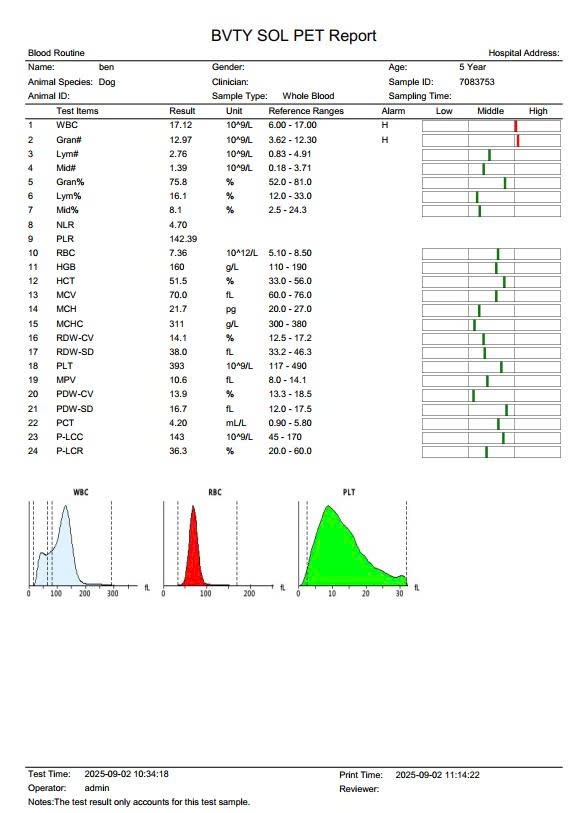 BVTY SOL PET Report
Blood Routine Hospital Address:
Name: ben Gender: Age: 5 Year
Animal Species: Dog Clinician: Sample ID: 7083753
Animal ID: Sample Type: Whole Blood Sampling Time:
Test Items Result Unit Reference Ranges Alarm Low Middle High
1 WBC 17.12 10^9/L 6.00 - 17.00 H
2 Gran# 12.97 10^9/L 3.62 - 12.30 H
3 Lym# 2.76 10^9/L 0.83 - 4.91
4 Mid# 1.39 10^9/L 0.18 - 3.71
5 Gran% 75.8 % 52.0 - 81.0
6 Lym% 16.1 % 12.0 - 33.0
7 Mid% 8.1 % 2.5 - 24.3
8 NLR 4.70
9 PLR 142.39
10 RBC 7.36 10^12/L 5.10 - 8.50
11 HGB 160 g/L 110 - 190
12 HCT 51.5 % 33.0 - 56.0
13 MCV 70.0 fL 60.0 - 76.0
14 MCH 21.7 pg 20.0 - 27.0
15 MCHC 311 g/L 300 - 380
16 RDW-CV 14.1 % 12.5 - 17.2
17 RDW-SD 38.0 fL 33.2 - 46.3
18 PLT 393 10^9/L 117 - 490
19 MPV 10.6 fL 8.0 - 14.1
20 PDW-CV 13.9 % 13.3 - 18.5
21 PDW-SD 16.7 fL 12.0 - 17.5
22 PCT 4.20 mL/L 0.90 - 5.80
23 P-LCC 143 10^9/L 45 - 170
24 P-LCR 36.3 % 20.0 - 60.0
WBC RBC PLT
0 100 200 300 fL 0 100 200 fL 0 10 20 30 fL
Test Time: 2025-09-02 10:34:18 Print Time: 2025-09-02 11:14:22
Operator: admin Reviewer:
Notes:The test result only accounts for this test sample.